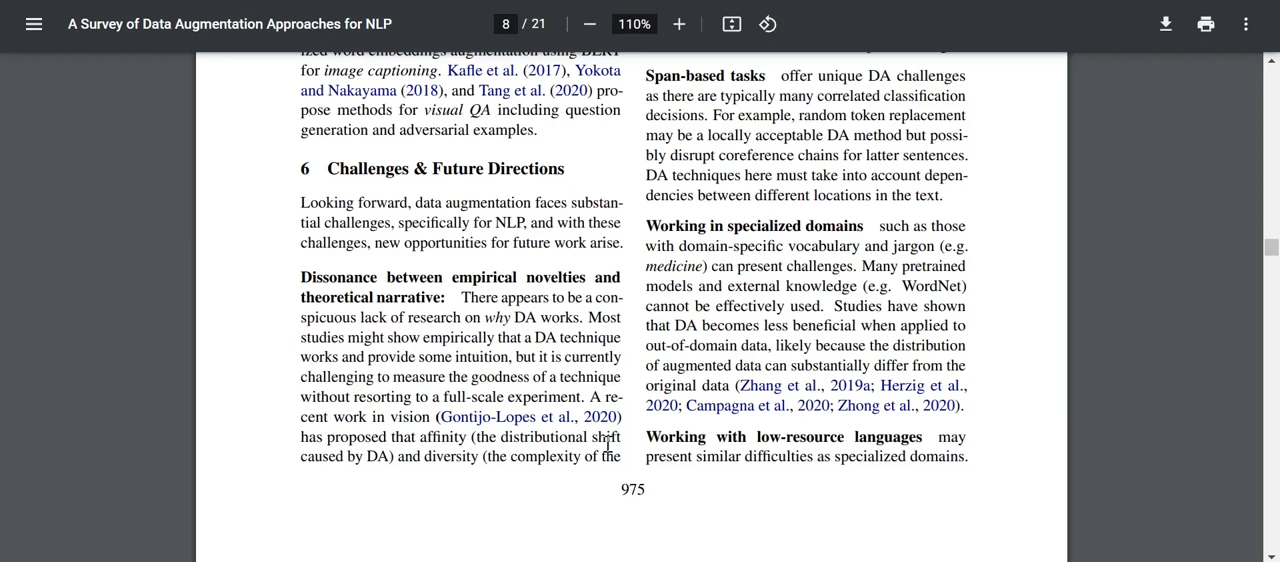 A Survey of Data Augmentation Approaches for NLP
8 / 21
110%
ized word embeddings augmentation using BERT
for image captioning. Kafle et al. (2017), Yokota
and Nakayama (2018), and Tang et al. (2020) pro-
pose methods for visual QA including question
generation and adversarial examples.
6 Challenges & Future Directions
Looking forward, data augmentation faces substan-
tial challenges, specifically for NLP, and with these
challenges, new opportunities for future work arise.
Dissonance between empirical novelties and
theoretical narrative: There appears to be a con-
spicuous lack of research on why DA works. Most
studies might show empirically that a DA technique
works and provide some intuition, but it is currently
challenging to measure the goodness of a technique
without resorting to a full-scale experiment. A re-
cent work in vision (Gontijo-Lopes et al., 2020)
has proposed that affinity (the distributional shift
caused by DA) and diversity (the complexity of the
Span-based tasks offer unique DA challenges
as there are typically many correlated classification
decisions. For example, random token replacement
may be a locally acceptable DA method but possi-
bly disrupt coreference chains for latter sentences.
DA techniques here must take into account depen-
dencies between different locations in the text.
Working in specialized domains such as those
with domain-specific vocabulary and jargon (e.g.
medicine) can present challenges. Many pretrained
models and external knowledge (e.g. WordNet)
cannot be effectively used. Studies have shown
that DA becomes less beneficial when applied to
out-of-domain data, likely because the distribution
of augmented data can substantially differ from the
original data (Zhang et al., 2019a; Herzig et al.,
2020; Campagna et al., 2020; Zhong et al., 2020).
Working with low-resource languages may
present similar difficulties as specialized domains.
975